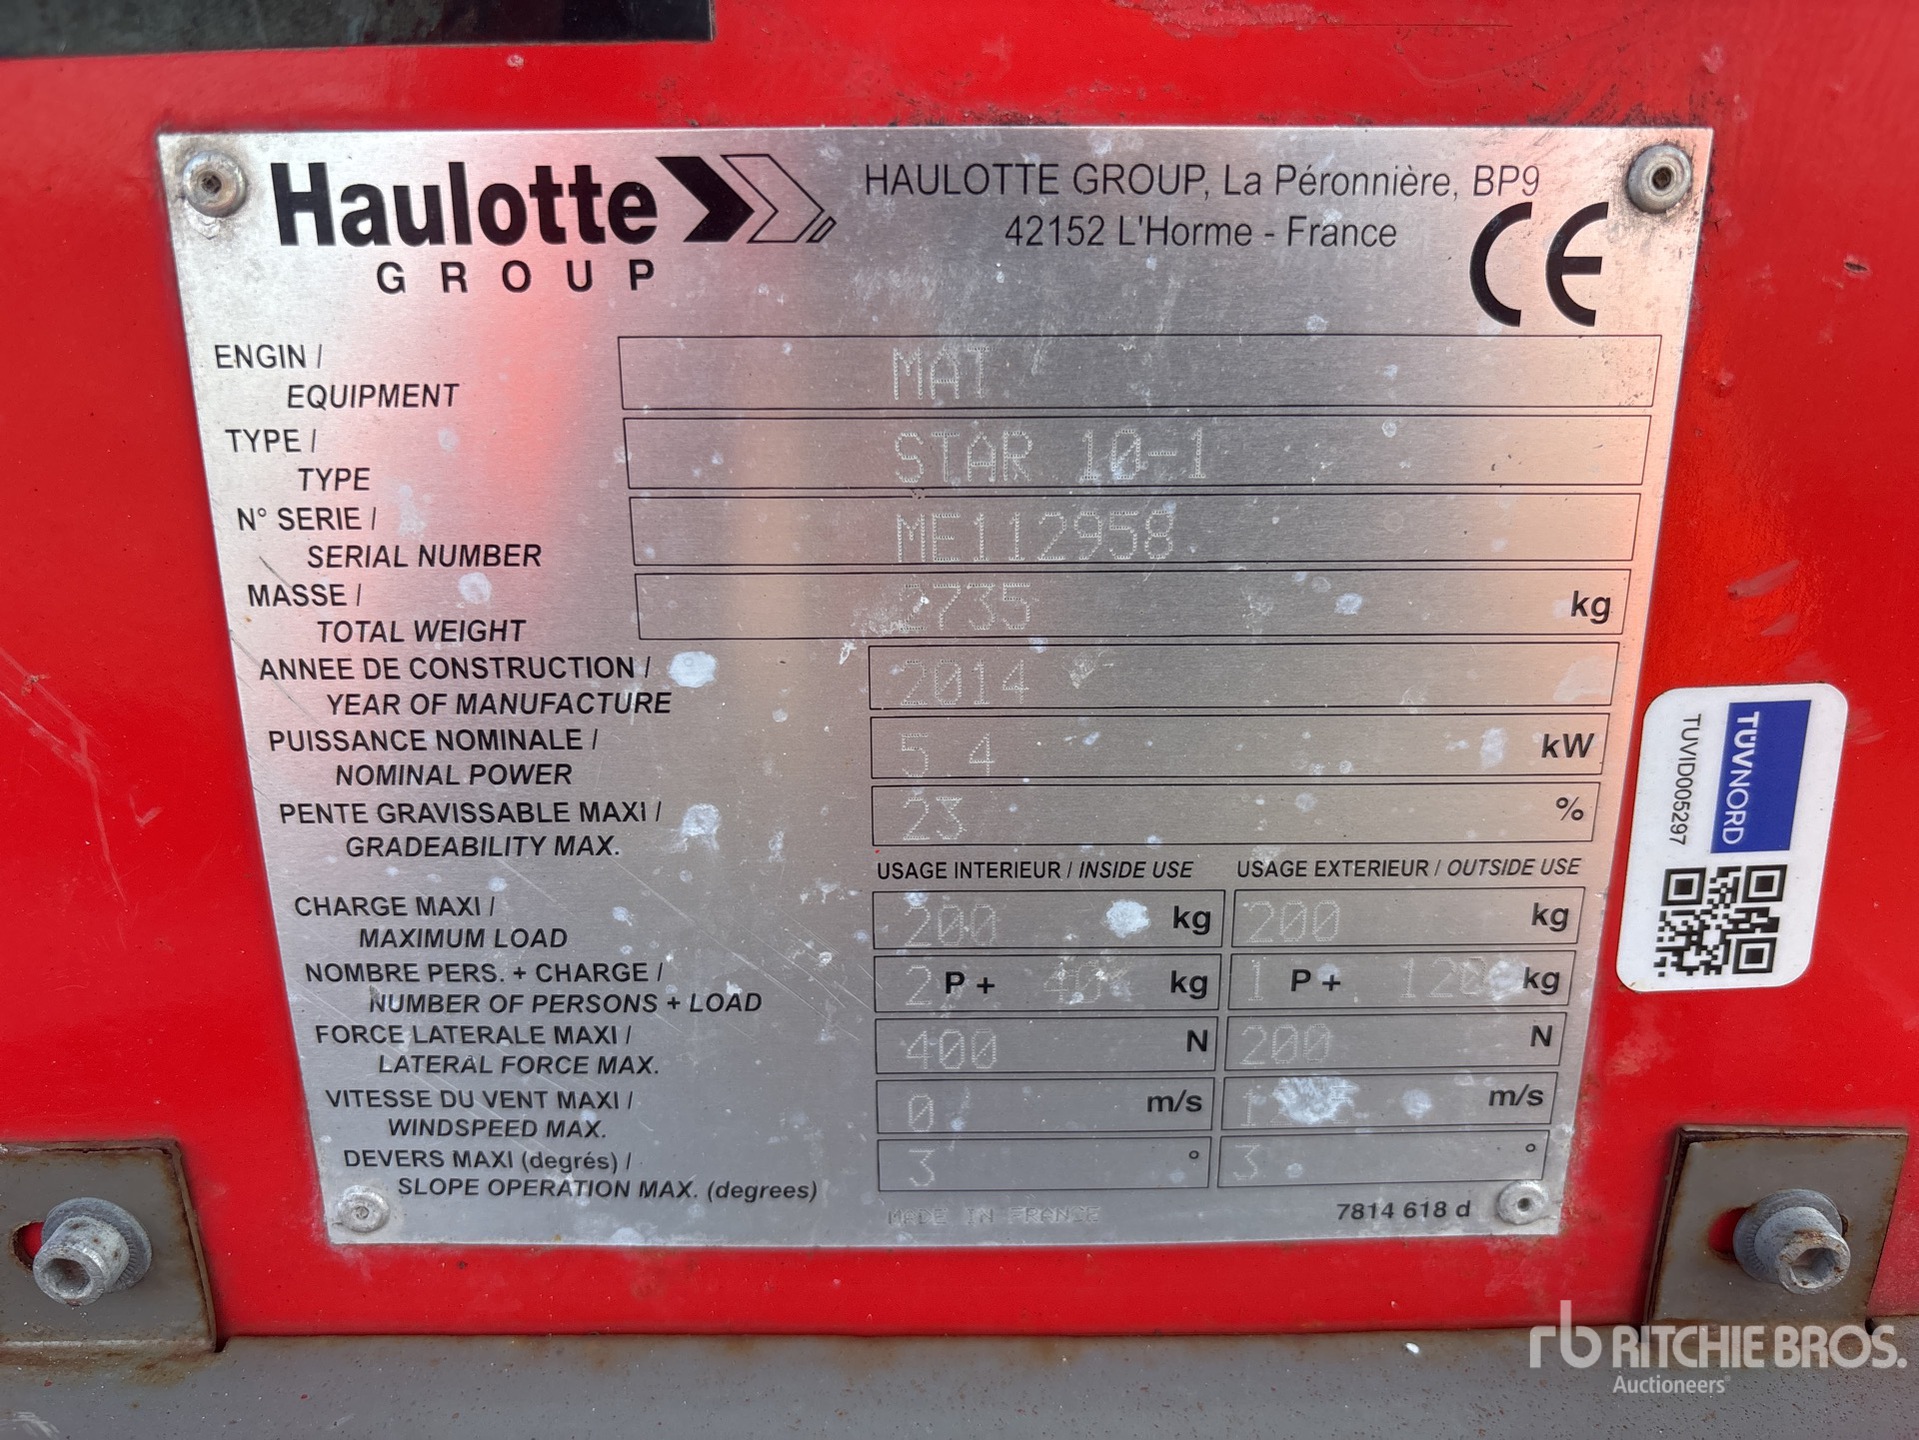 Haulotte
GROUP
HAULOTTE GROUP, La Péronnière, BP9
42152 L'Horme - France
CE
ENGIN /
EQUIPMENT
MAT
TYPE /
TYPE
STAR 10-1
N° SERIE /
SERIAL NUMBER
ME112958
MASSE /
TOTAL WEIGHT
2735 kg
ANNEE DE CONSTRUCTION /
YEAR OF MANUFACTURE
2014
PUISSANCE NOMINALE /
NOMINAL POWER
5 4 kW
PENTE GRAVISSABLE MAXI /
GRADEABILITY MAX.
23 %
USAGE INTERIEUR / INSIDE USE USAGE EXTERIEUR / OUTSIDE USE
CHARGE MAXI /
MAXIMUM LOAD
200 kg 200 kg
NOMBRE PERS. + CHARGE /
NUMBER OF PERSONS + LOAD
2 P + 40 kg 1 P + 120 kg
FORCE LATERALE MAXI /
LATERAL FORCE MAX.
400 N 200 N
VITESSE DU VENT MAXI /
WINDSPEED MAX.
0 m/s m/s
DEVERS MAXI (degrés) /
SLOPE OPERATION MAX. (degrees)
3 ° 3 °
MADE IN FRANCE
7814 618 d
TÜVNORD
TUVID005297
rb RITCHIE BROS.
Auctioneers